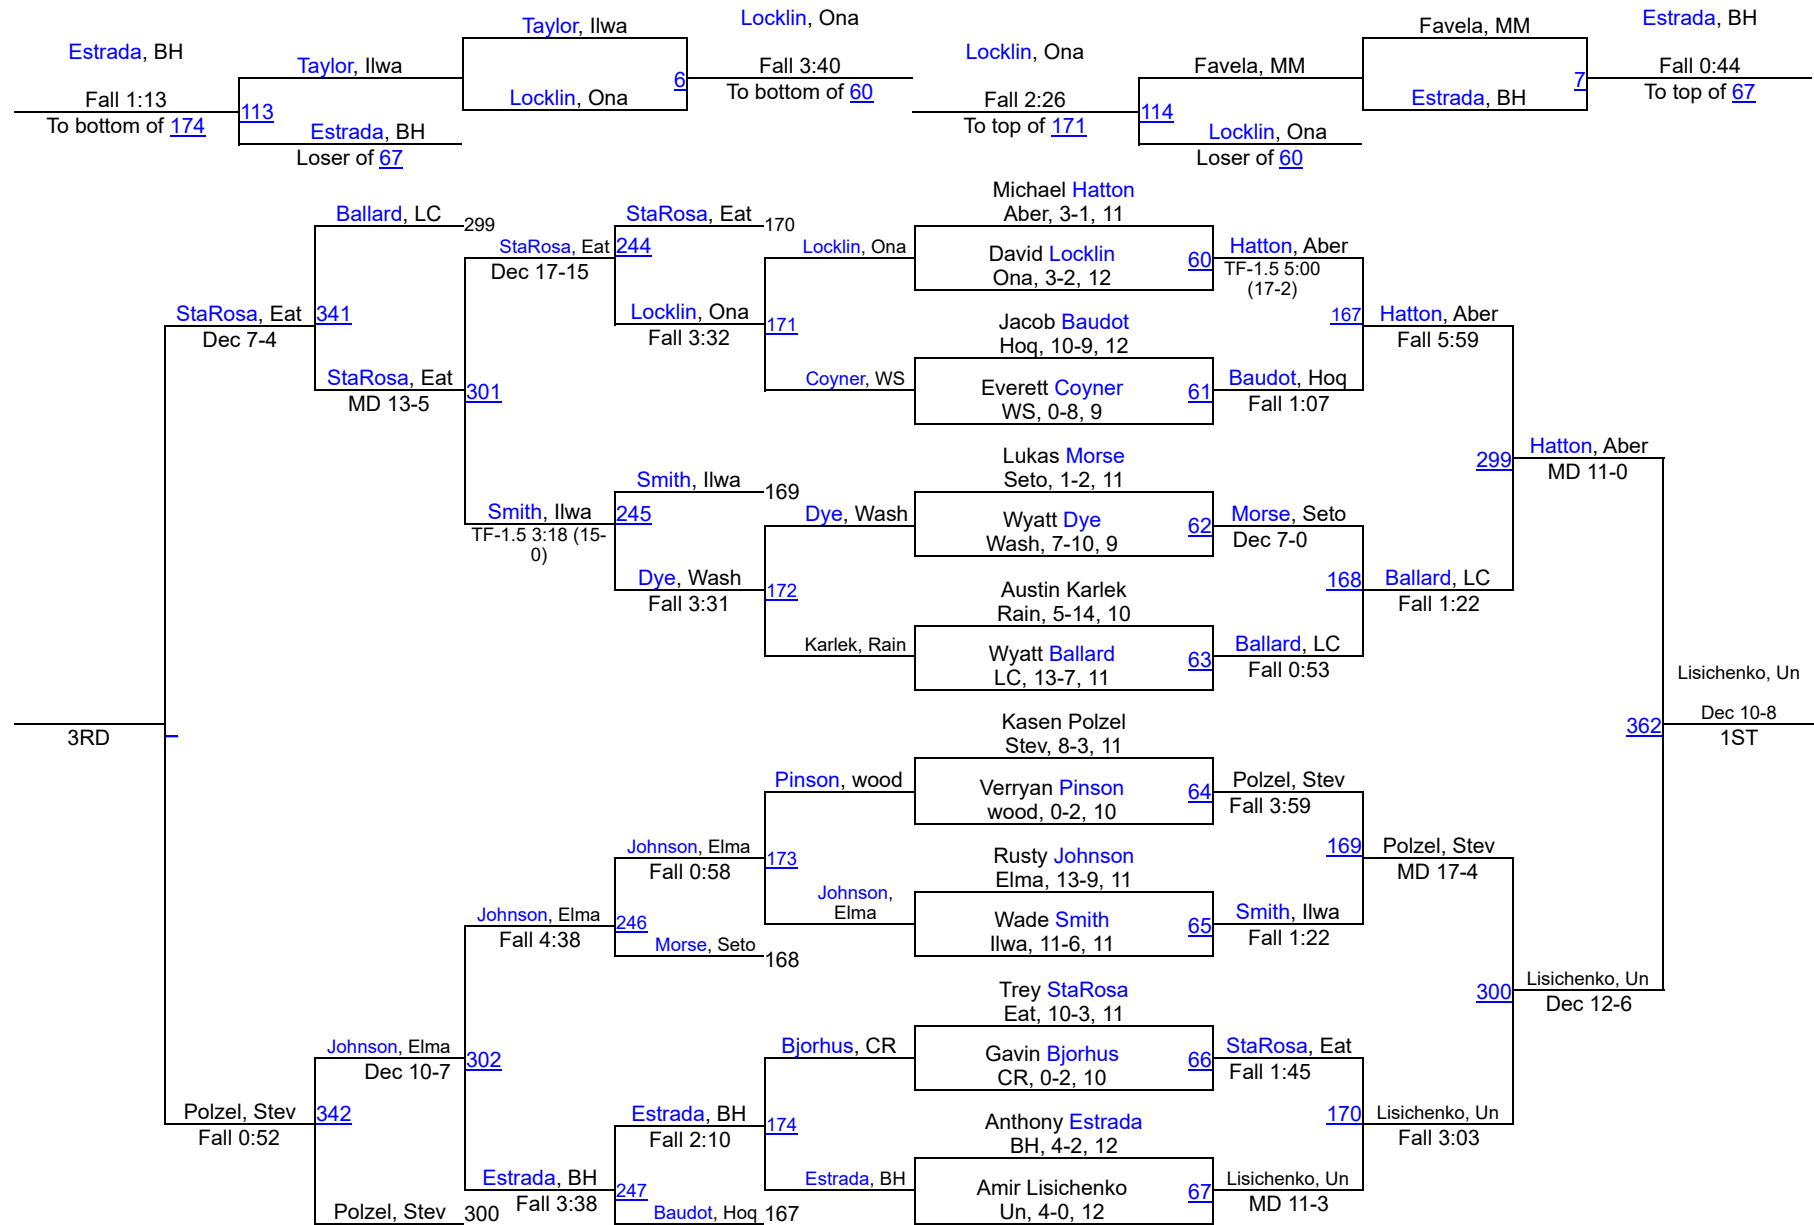 Estrada, BH
Fall 1:13
To bottom of 174
113
Taylor, Ilwa
Estrada, BH
Loser of 67
Taylor, Ilwa
Locklin, Ona
6
Locklin, Ona
Fall 3:40
To bottom of 60
Locklin, Ona
Fall 2:26
To top of 171
114
Favela, MM
Locklin, Ona
Loser of 60
Favela, MM
Estrada, BH
7
Estrada, BH
Fall 0:44
To top of 67
3RD
StaRosa, Eat
Dec 7-4
341
Polzel, Stev
Fall 0:52
342
Ballard, LC
299
StaRosa, Eat
MD 13-5
301
Johnson, Elma
Dec 10-7
302
Polzel, Stev
300
StaRosa, Eat
Dec 17-15
244
Smith, Ilwa
TF-1.5 3:18 (15-
0)
245
Johnson, Elma
Fall 4:38
246
Estrada, BH
Fall 3:38
247
StaRosa, Eat
170
Locklin, Ona
Fall 3:32
171
Smith, Ilwa
169
Dye, Wash
Fall 3:31
172
Johnson, Elma
Fall 0:58
173
Morse, Seto
168
Estrada, BH
Fall 2:10
174
Baudot, Hoq
167
Locklin, Ona
Coyner, WS
Dye, Wash
Karlek, Rain
Pinson, wood
Johnson,
Elma
Bjorhus, CR
Estrada, BH
Michael Hatton
Aber, 3-1, 11
David Locklin
Ona, 3-2, 12
60
Jacob Baudot
Hoq, 10-9, 12
Everett Coyner
WS, 0-8, 9
61
Lukas Morse
Seto, 1-2, 11
Wyatt Dye
Wash, 7-10, 9
62
Austin Karlek
Rain, 5-14, 10
Wyatt Ballard
LC, 13-7, 11
63
Kasen Polzel
Stev, 8-3, 11
Verryan Pinson
wood, 0-2, 10
64
Rusty Johnson
Elma, 13-9, 11
Wade Smith
Ilwa, 11-6, 11
65
Trey StaRosa
Eat, 10-3, 11
Gavin Bjorhus
CR, 0-2, 10
66
Anthony Estrada
BH, 4-2, 12
Amir Lisichenko
Un, 4-0, 12
67
Hatton, Aber
TF-1.5 5:00
(17-2)
Baudot, Hoq
Fall 1:07
Morse, Seto
Dec 7-0
Ballard, LC
Fall 0:53
Polzel, Stev
Fall 3:59
Smith, Ilwa
Fall 1:22
StaRosa, Eat
Fall 1:45
Lisichenko, Un
MD 11-3
167
Hatton, Aber
Fall 5:59
168
Ballard, LC
Fall 1:22
169
Polzel, Stev
MD 17-4
170
Lisichenko, Un
Fall 3:03
299
Hatton, Aber
MD 11-0
300
Lisichenko, Un
Dec 12-6
362
Lisichenko, Un
Dec 10-8
1ST